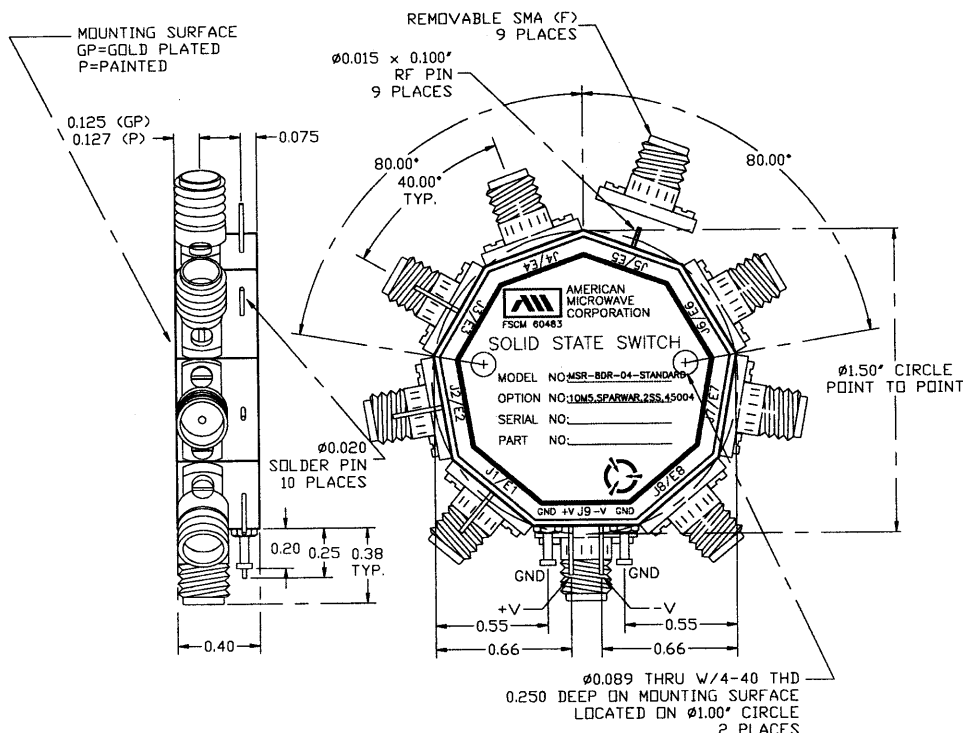 REMOVABLE SMA (F)
9 PLACES
MOUNTING SURFACE
GP=GOLD PLATED
P=PAINTED
Ø0.015 x 0.100"
RF PIN
9 PLACES
0.125 (GP)
0.127 (P)
0.075
80.00°
40.00°
TYP.
80.00°
J4/E4
J5/E5
J3/E3
J6/E6
J2/E2
J7/E7
J1/E1
J8/E8
AMERICAN
MICROWAVE
CORPORATION
FSCM 60483
SOLID STATE SWITCH
MODEL NO: MSR-8DR-04-STANDARD
OPTION NO: 10M5,SPARWAR,2SS,45004
SERIAL NO:
PART NO:
Ø1.50" CIRCLE
POINT TO POINT
Ø0.020
SOLDER PIN
10 PLACES
GND +V J9 -V GND
GND
GND
+V
-V
0.20
0.25
0.38
TYP.
0.40
0.55
0.55
0.66
0.66
Ø0.089 THRU W/4-40 THD
0.250 DEEP ON MOUNTING SURFACE
LOCATED ON Ø1.00" CIRCLE
2 PLACES